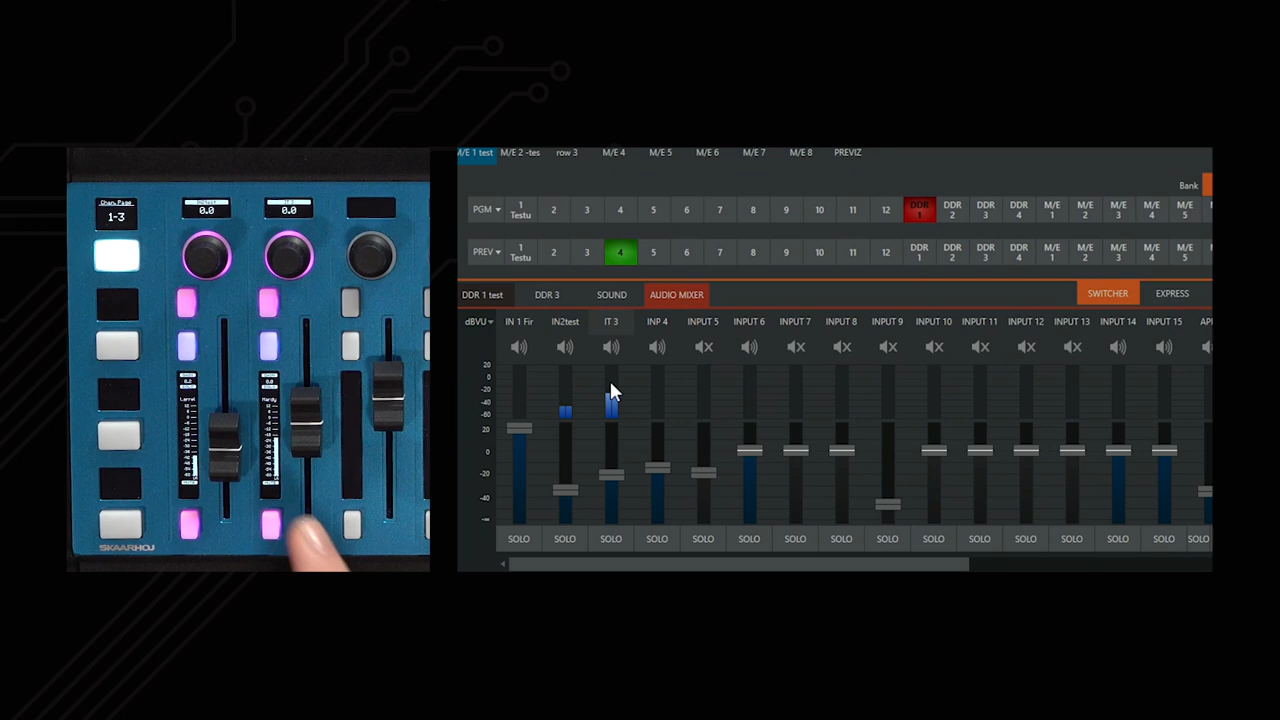 Chan.Page
1-3
IN2test
0.0
IT 3
0.0
SKAARHOJ
M/E 1 test M/E 2 -tes row 3 M/E 4 M/E 5 M/E 6 M/E 7 M/E 8 PREVIZ
Bank
PGM 1 Testu 2 3 4 5 6 7 8 9 10 11 12 DDR 1 DDR 2 DDR 3 DDR 4 M/E 1 M/E 2 M/E 3 M/E 4 M/E 5
PREV 1 Testu 2 3 4 5 6 7 8 9 10 11 12 DDR 1 DDR 2 DDR 3 DDR 4 M/E 1 M/E 2 M/E 3 M/E 4 M/E 5
DDR 1 test DDR 3 SOUND AUDIO MIXER SWITCHER EXPRESS
dBVU IN 1 Fir IN2test IT 3 INP 4 INPUT 5 INPUT 6 INPUT 7 INPUT 8 INPUT 9 INPUT 10 INPUT 11 INPUT 12 INPUT 13 INPUT 14 INPUT 15
20
0
-20
-40
-60
20
0
-20
-40
-∞
SOLO SOLO SOLO SOLO SOLO SOLO SOLO SOLO SOLO SOLO SOLO SOLO SOLO SOLO SOLO SOLO